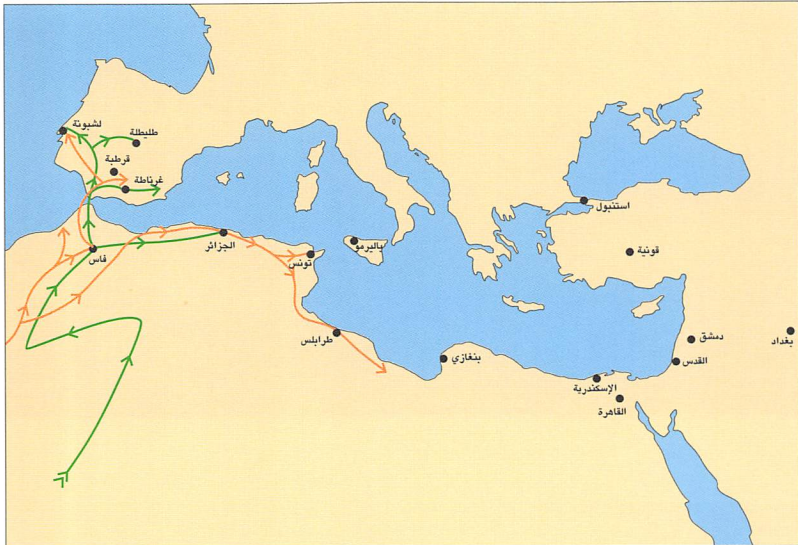 لشبونة
طليطلة
قرطبة
غرناطة
فاس
الجزائر
تونس
باليرمو
طرابلس
بنغازي
استنبول
قونية
دمشق
بغداد
القدس
الإسكندرية
القاهرة